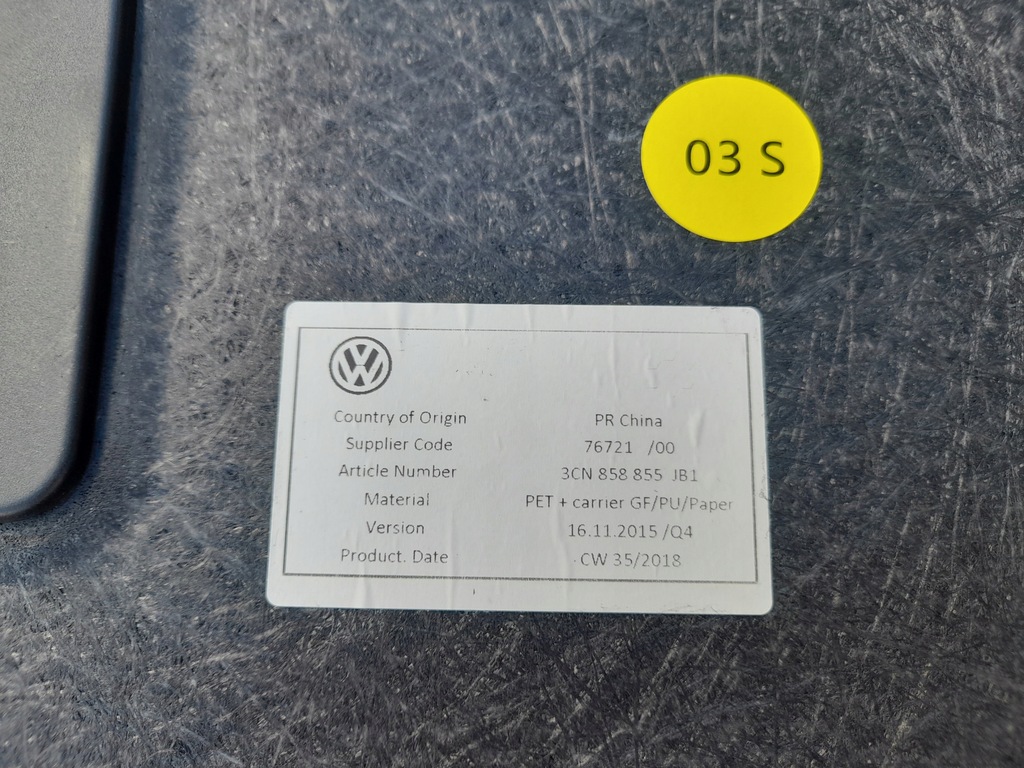 03 S
VW
Country of Origin PR China
Supplier Code 76721 /00
Article Number 3CN 858 855 JB1
Material PET + carrier GF/PU/Paper
Version 16.11.2015 /Q4
Product. Date CW 35/2018